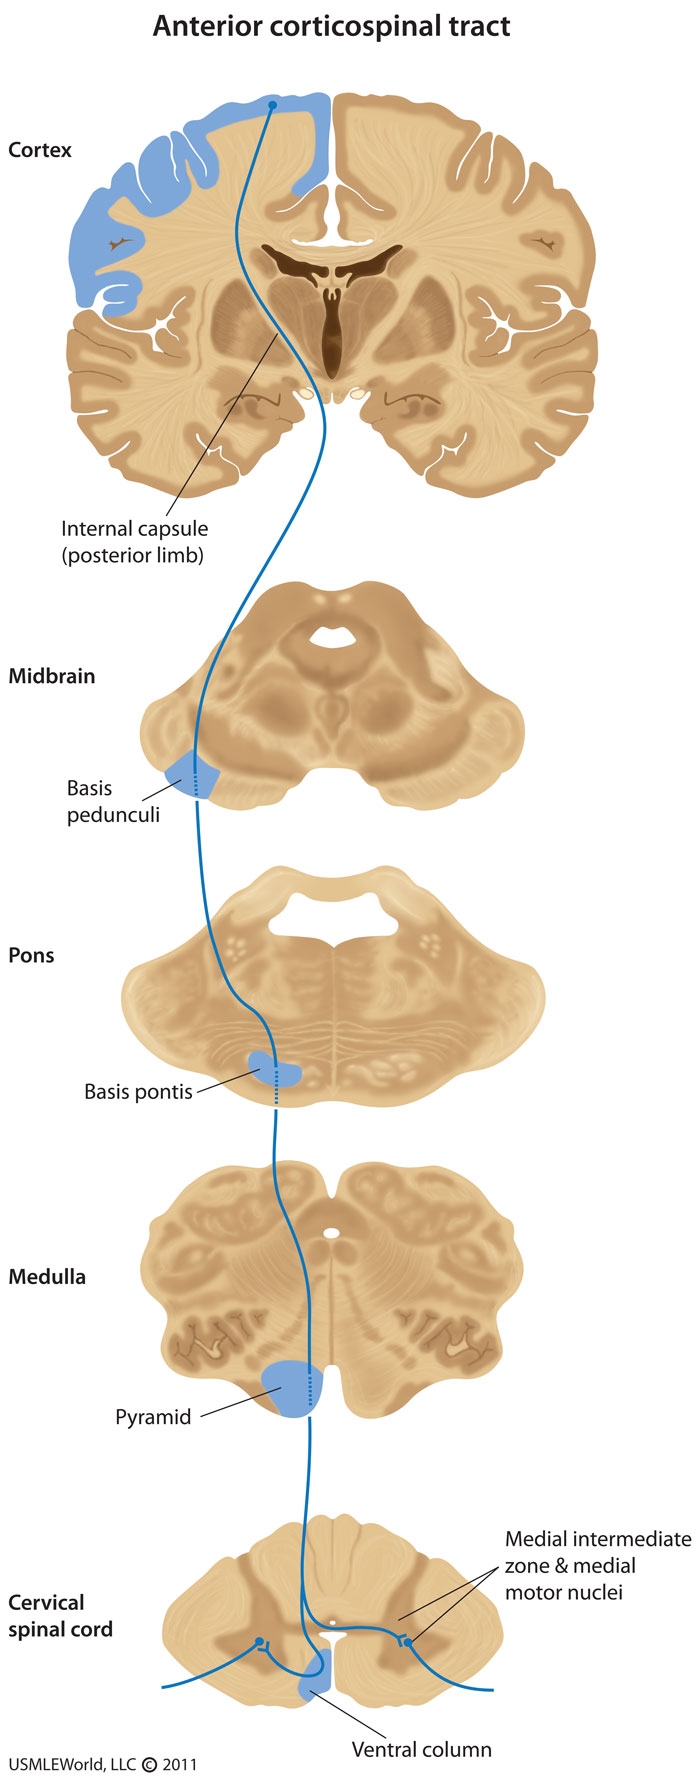 Anterior corticospinal tract
Cortex
Internal capsule
(posterior limb)
Midbrain
Basis
pedunculi
Pons
Basis pontis
Medulla
Pyramid
Medial intermediate
zone & medial
motor nuclei
Cervical
spinal cord
Ventral column
USMLEWorld, LLC © 2011